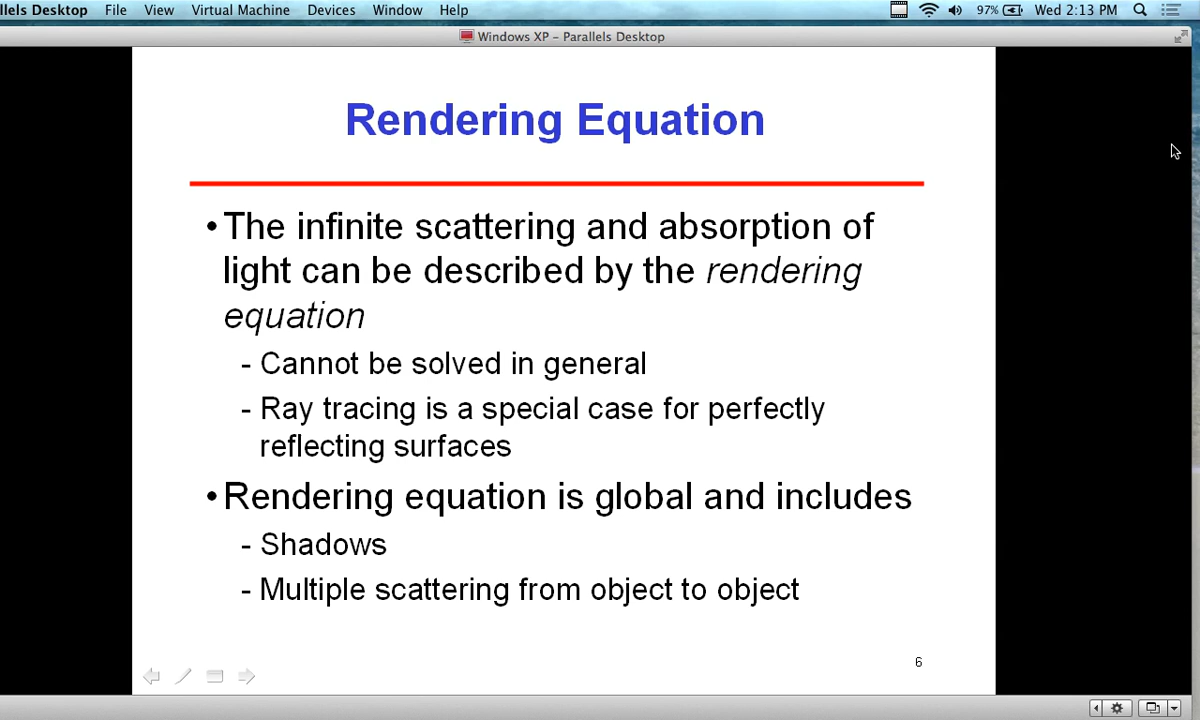 llels Desktop File View Virtual Machine Devices Window Help 97% Wed 2:13 PM
Windows XP – Parallels Desktop
Rendering Equation
•The infinite scattering and absorption of
light can be described by the rendering
equation
- Cannot be solved in general
- Ray tracing is a special case for perfectly
reflecting surfaces
•Rendering equation is global and includes
- Shadows
- Multiple scattering from object to object
6